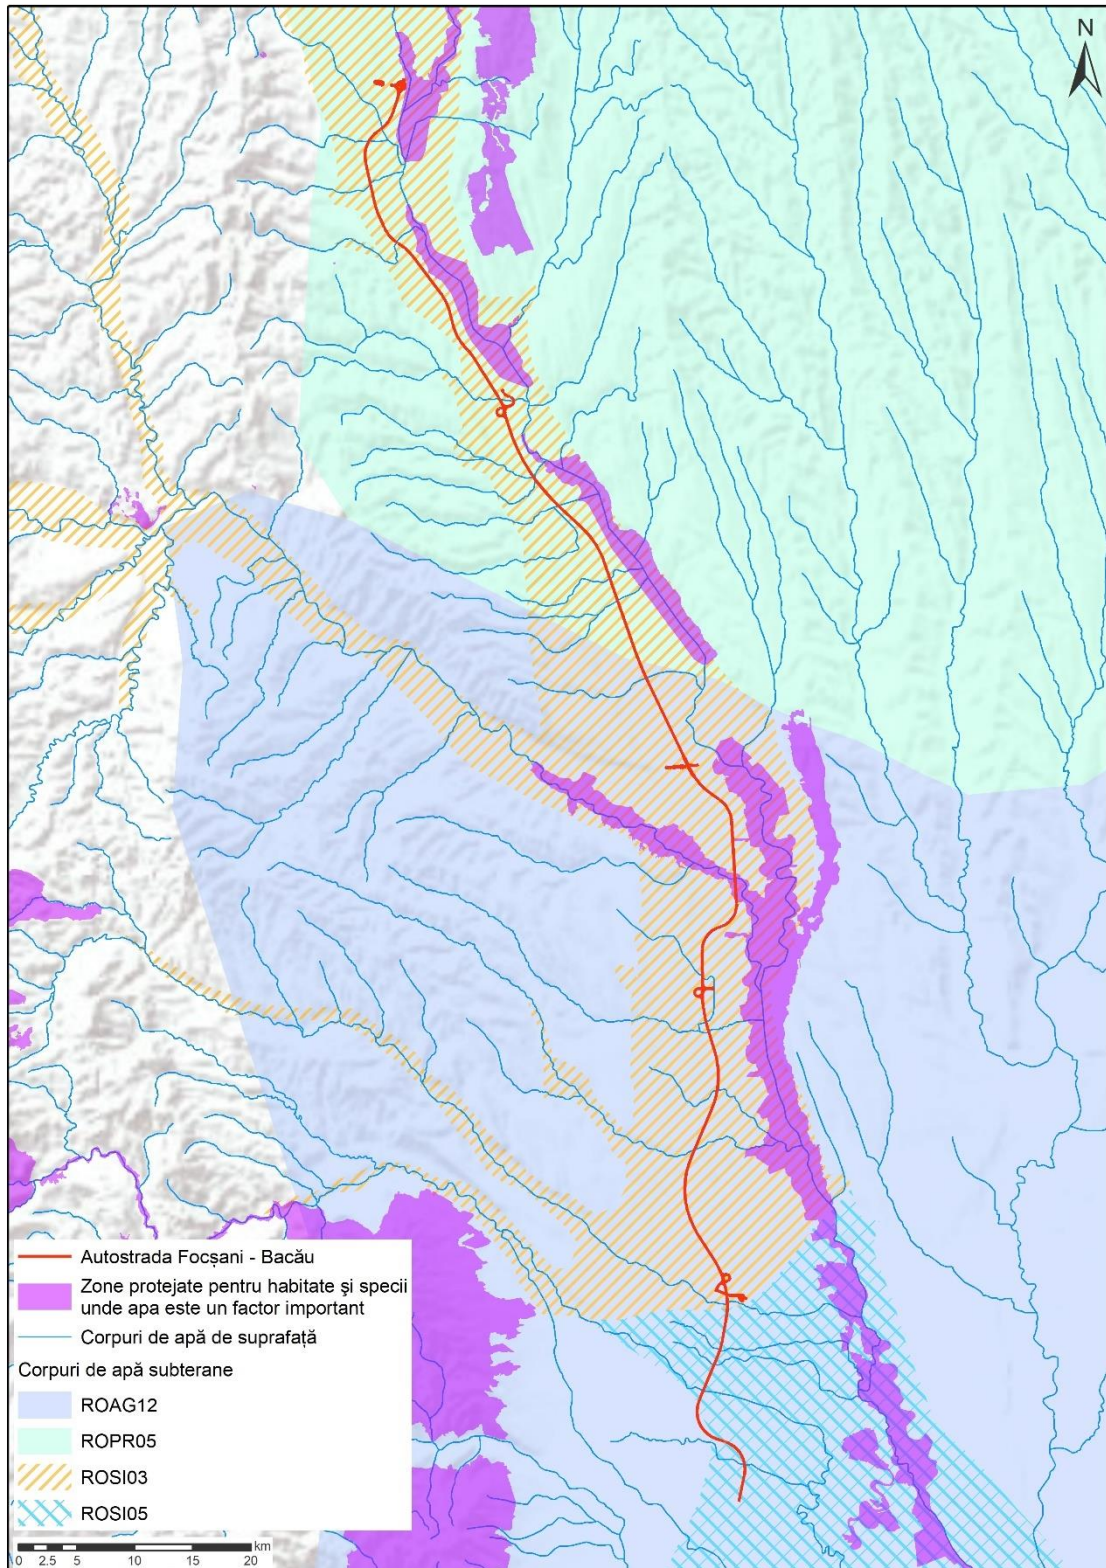 N
Autostrada Focșani - Bacău
Zone protejate pentru habitate şi specii
unde apa este un factor important
Corpuri de apă de suprafață
Corpuri de apă subterane
ROAG12
ROPR05
ROSI03
ROSI05
km
0 2.5 5 10 15 20